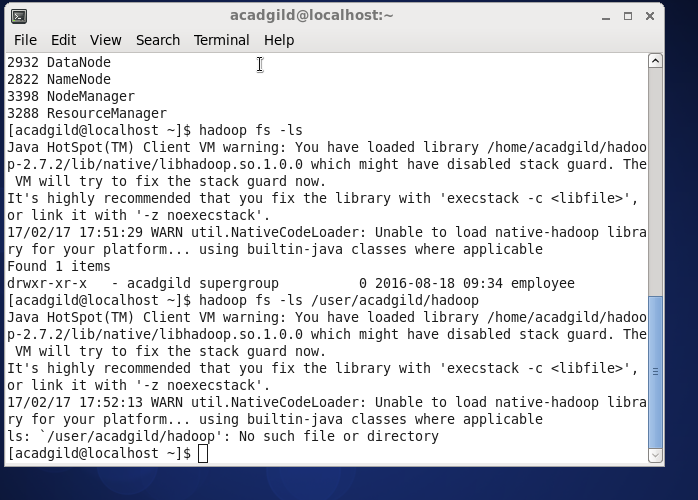 acadgild@localhost:~
File Edit View Search Terminal Help
2932 DataNode
2822 NameNode
3398 NodeManager
3288 ResourceManager
[acadgild@localhost ~]$ hadoop fs -ls
Java HotSpot(TM) Client VM warning: You have loaded library /home/acadgild/hadoo
p-2.7.2/lib/native/libhadoop.so.1.0.0 which might have disabled stack guard. The
 VM will try to fix the stack guard now.
It's highly recommended that you fix the library with 'execstack -c <libfile>',
or link it with '-z noexecstack'.
17/02/17 17:51:29 WARN util.NativeCodeLoader: Unable to load native-hadoop libra
ry for your platform... using builtin-java classes where applicable
Found 1 items
drwxr-xr-x   - acadgild supergroup          0 2016-08-18 09:34 employee
[acadgild@localhost ~]$ hadoop fs -ls /user/acadgild/hadoop
Java HotSpot(TM) Client VM warning: You have loaded library /home/acadgild/hadoo
p-2.7.2/lib/native/libhadoop.so.1.0.0 which might have disabled stack guard. The
 VM will try to fix the stack guard now.
It's highly recommended that you fix the library with 'execstack -c <libfile>',
or link it with '-z noexecstack'.
17/02/17 17:52:13 WARN util.NativeCodeLoader: Unable to load native-hadoop libra
ry for your platform... using builtin-java classes where applicable
ls: `/user/acadgild/hadoop': No such file or directory
[acadgild@localhost ~]$